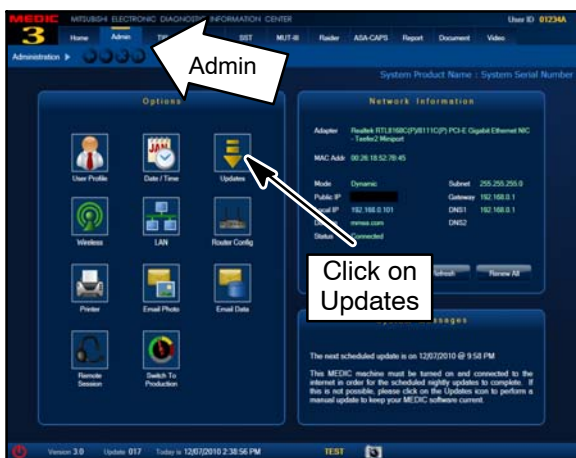 MEDIC MITSUBISHI ELECTRONIC DIAGNOSTIC INFORMATION CENTER User ID 01234A
3 Home Admin SST MUT-III Raider ASA-CAPS Report Document Video
Administration
Admin
System Product Name : System Serial Number
Options
User Profile Date / Time Updates
Wireless LAN Router Config
Printer Email Photo Email Data
Remote Session Switch To Production
Click on
Updates
Network Information
Adapter Realtek RTL8168C(P)/8111C(P) PCI-E Gigabit Ethernet NIC
- Teefer2 Miniport
MAC Addr 00:26:18:52:7B:45
Mode Dynamic Subnet 255.255.255.0
Public IP Gateway 192.168.0.1
Local IP 192.168.0.101 DNS1 192.168.0.1
mmsa.com DNS2
Status Connected
Refresh Renew All
The next scheduled update is on 12/07/2010 @ 9:58 PM
This MEDIC machine must be turned on and connected to the
internet in order for the scheduled nightly updates to complete. If
this is not possible, please click on the Updates icon to perform a
manual update to keep your MEDIC software current.
Version 3.0 Update 017 Today is 12/07/2010 2:38:56 PM TEST